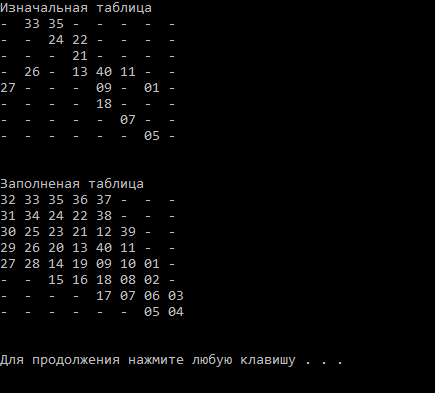 Изначальная таблица
- 33 35 - - - - -
- - 24 22 - - - -
- - - 21 - - - -
- 26 - 13 40 11 - -
27 - - - 09 - 01 -
- - - - 18 - - -
- - - - - 07 - -
- - - - - - 05 -
Заполненая таблица
32 33 35 36 37 - - -
31 34 24 22 38 - - -
30 25 23 21 12 39 - -
29 26 20 13 40 11 - -
27 28 14 19 09 10 01 -
- - 15 16 18 08 02 -
- - - - 17 07 06 03
- - - - - - 05 04
Для продолжения нажмите любую клавишу . . .